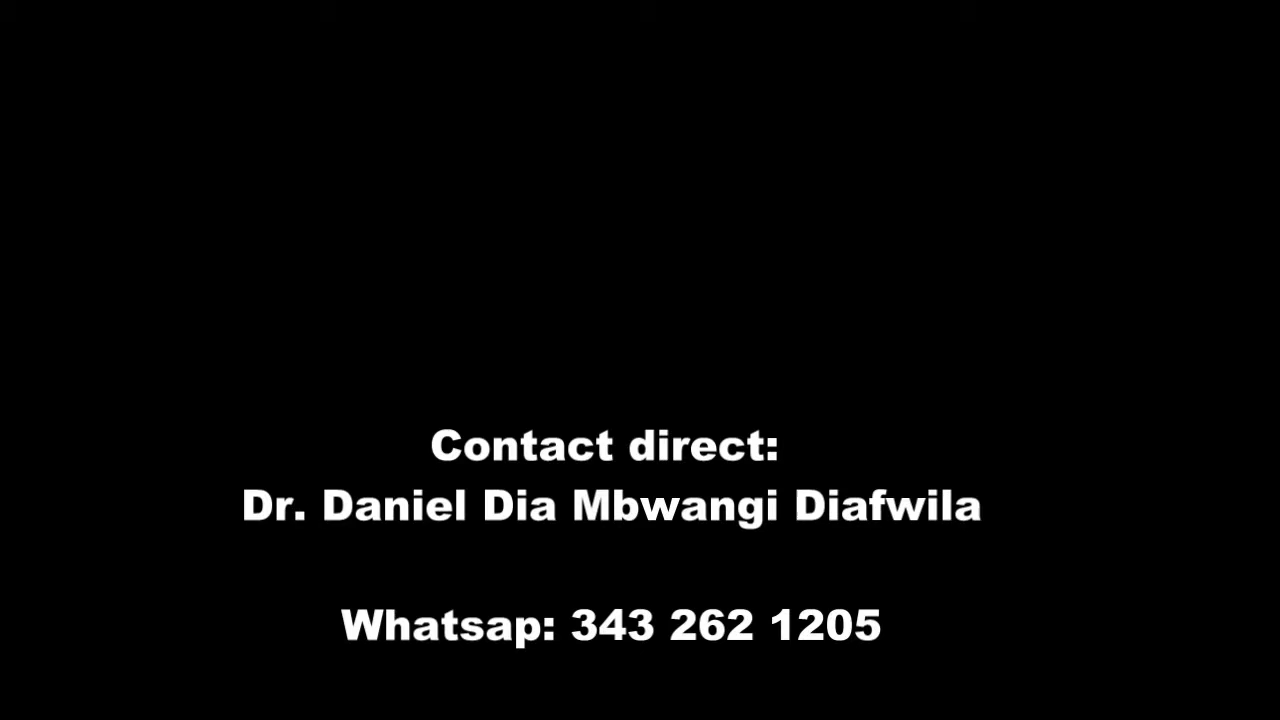 Contact direct:
Dr. Daniel Dia Mbwangi Diafwila
Whatsap: 343 262 1205